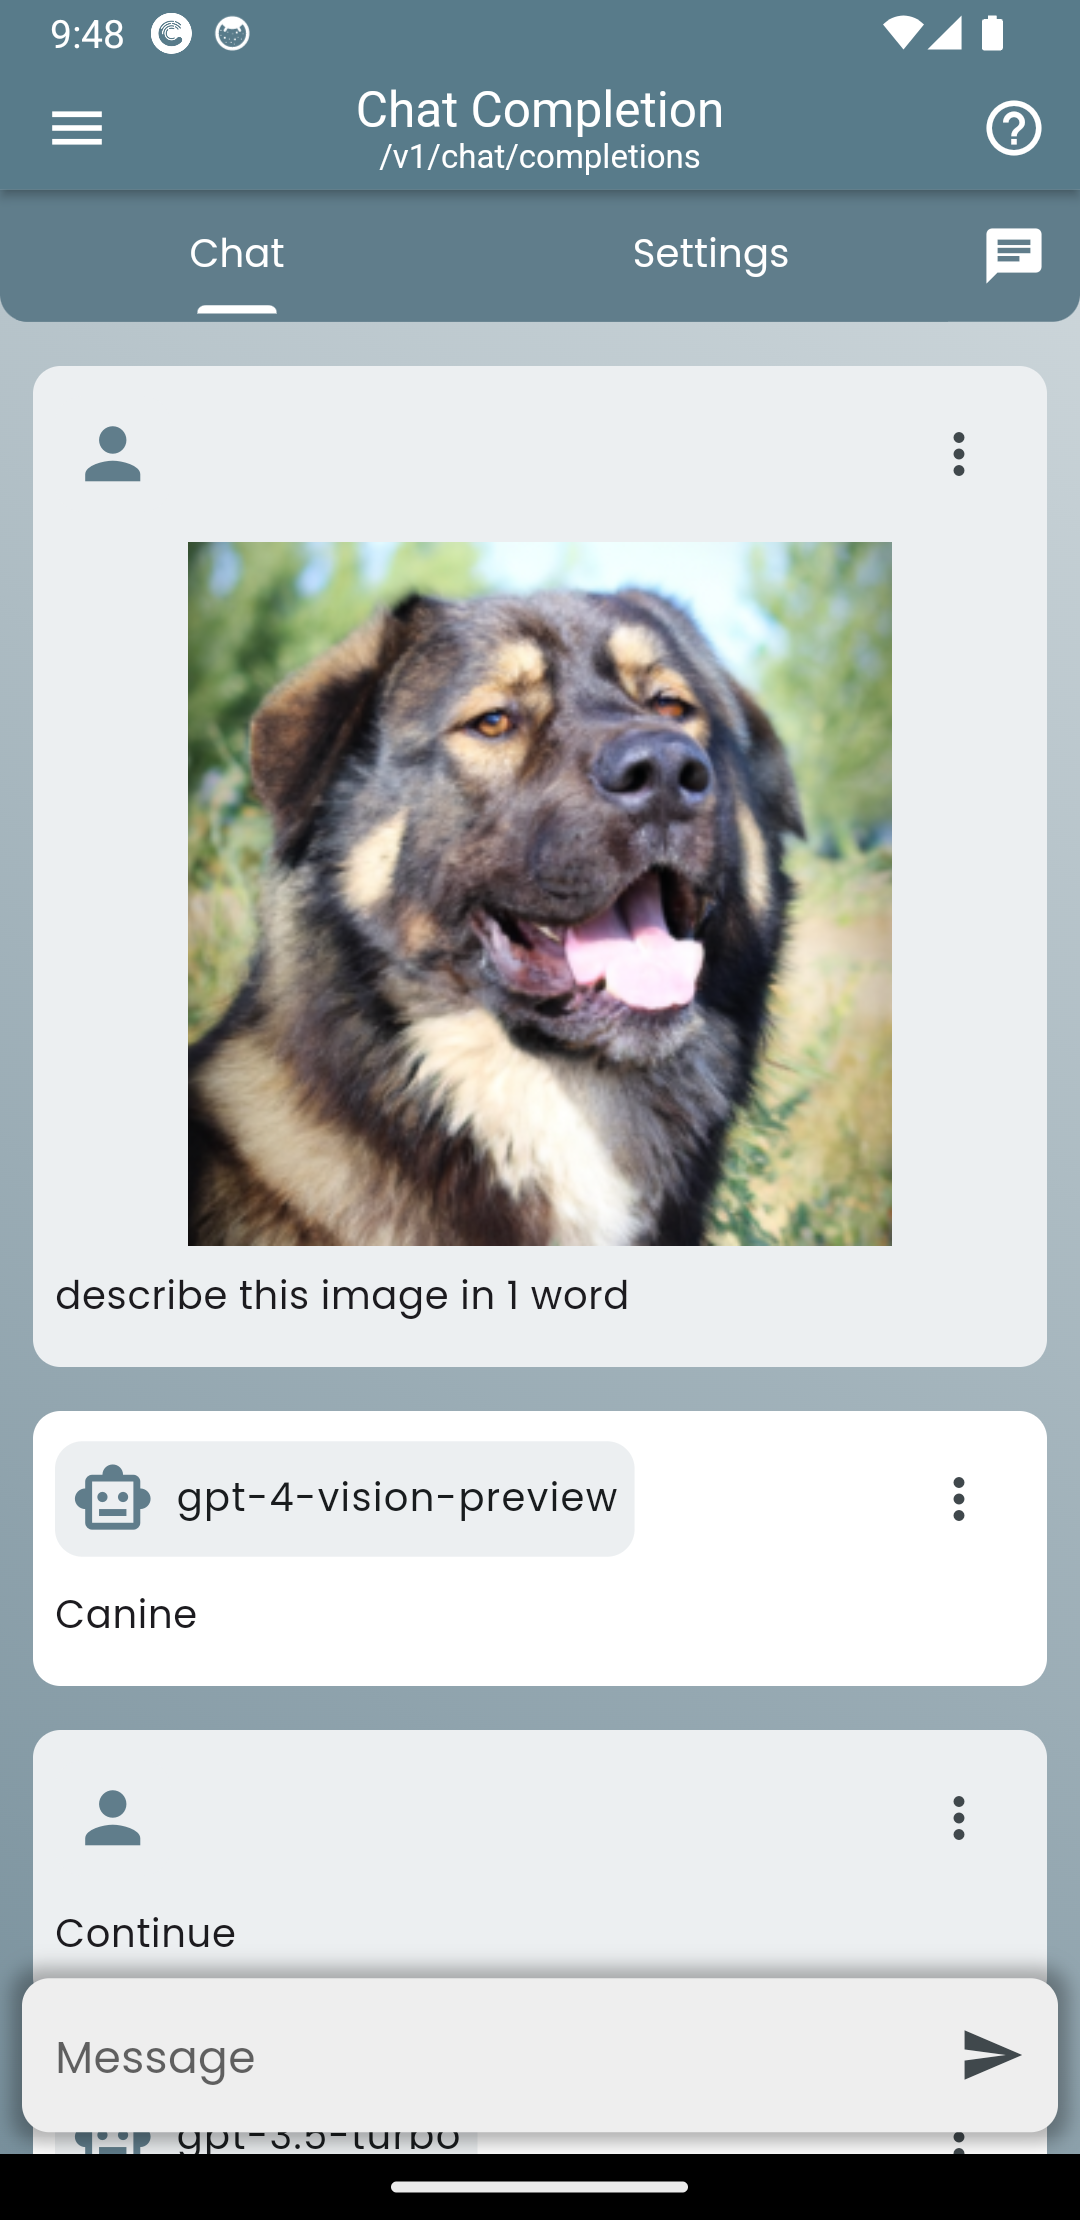 9:48
Chat Completion
/v1/chat/completions
Chat
Settings
describe this image in 1 word
gpt-4-vision-preview
Canine
Continue
Message
gpt-3.5-turbo